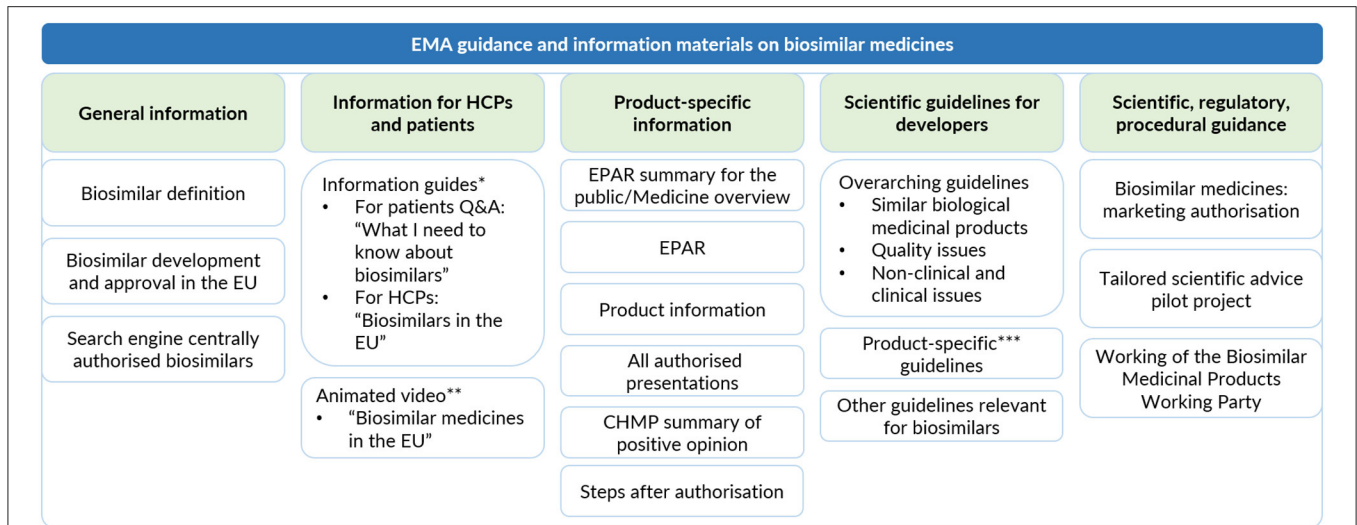 EMA guidance and information materials on biosimilar medicines
General information
Biosimilar definition
Biosimilar development
and approval in the EU
Search engine centrally
authorised biosimilars
Information for HCPs
and patients
Information guides*
• For patients Q&A:
“What I need to
know about
biosimilars”
• For HCPs:
“Biosimilars in the
EU”
Animated video**
• “Biosimilar medicines
in the EU”
Product-specific
information
EPAR summary for the
public/Medicine overview
EPAR
Product information
All authorised
presentations
CHMP summary of
positive opinion
Steps after authorisation
Scientific guidelines for
developers
Overarching guidelines
• Similar biological
medicinal products
• Quality issues
• Non-clinical and
clinical issues
Product-specific***
guidelines
Other guidelines relevant
for biosimilars
Scientific, regulatory,
procedural guidance
Biosimilar medicines:
marketing authorisation
Tailored scientific advice
pilot project
Working of the Biosimilar
Medicinal Products
Working Party